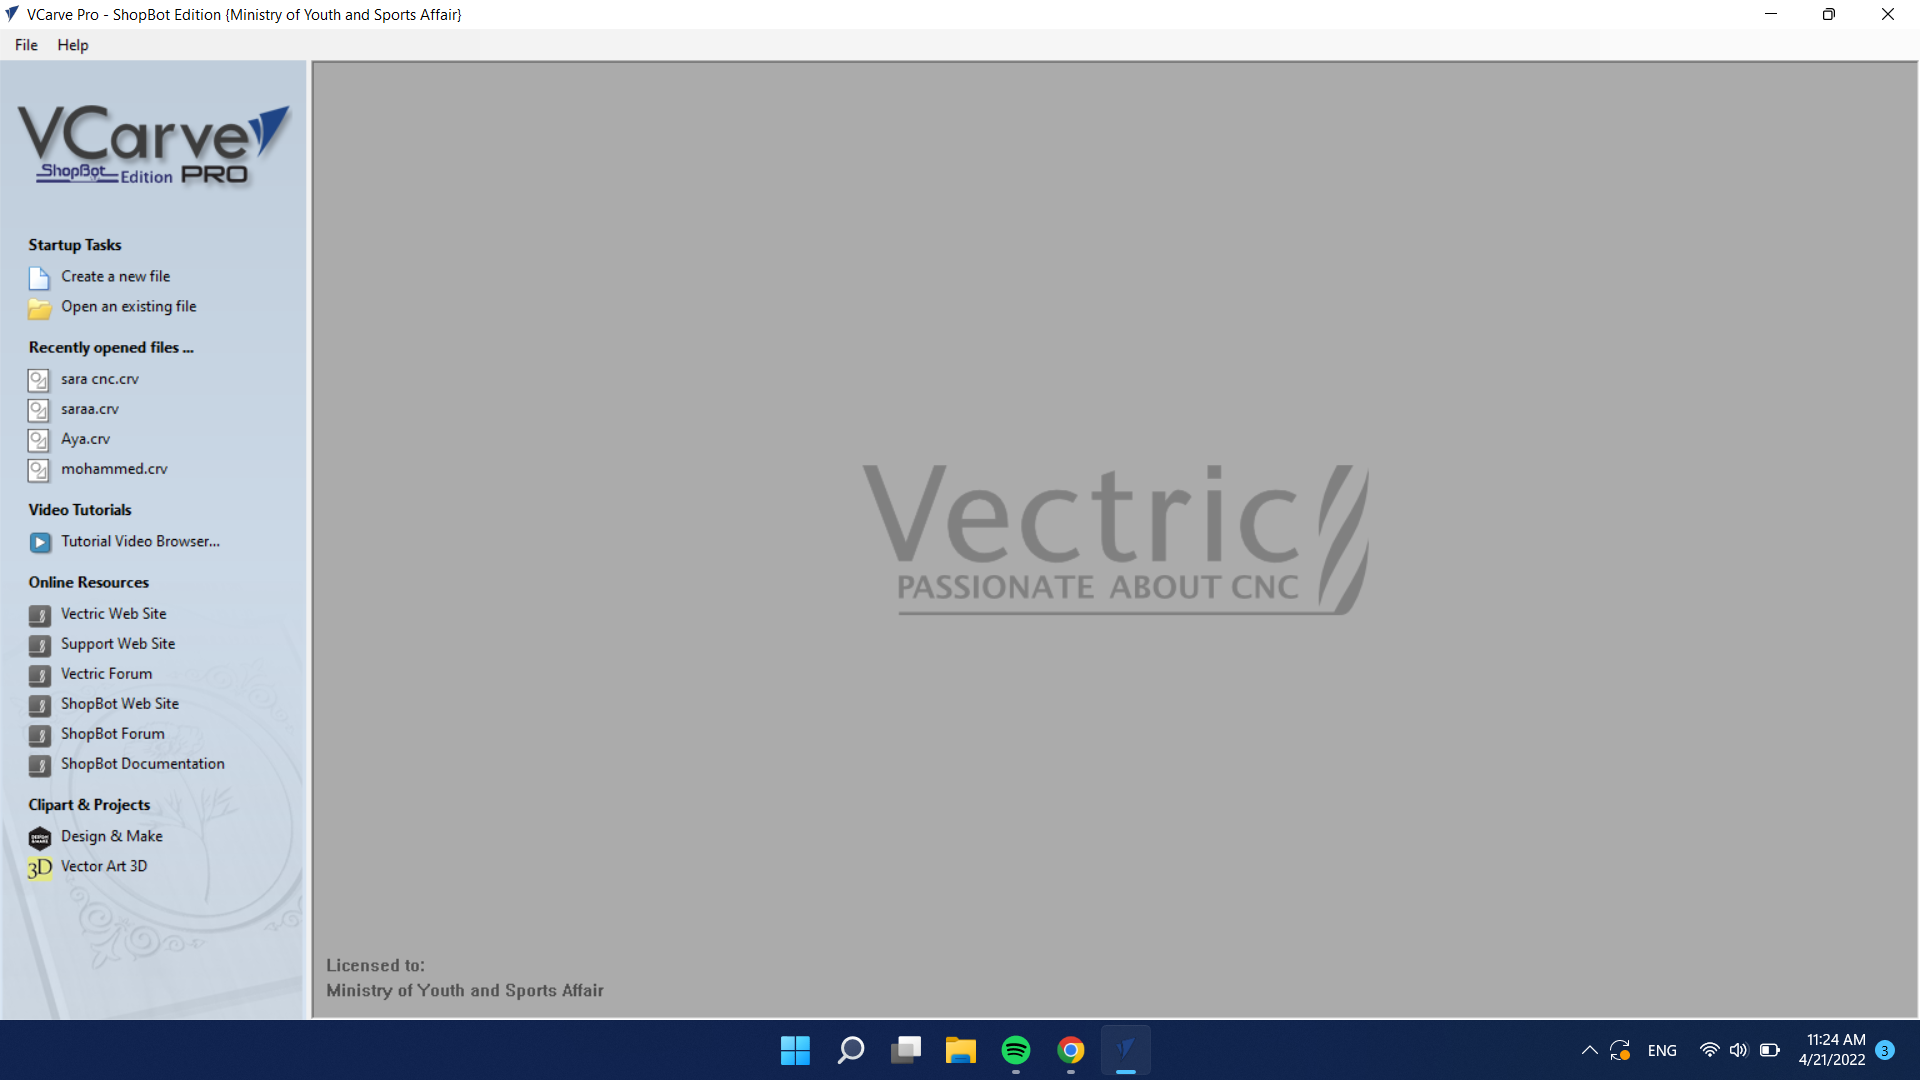 VCarve Pro - ShopBot Edition {Ministry of Youth and Sports Affair}
File Help
VCarve
ShopBot Edition PRO
Startup Tasks
Create a new file
Open an existing file
Recently opened files ...
sara cnc.crv
saraa.crv
Aya.crv
mohammed.crv
Video Tutorials
Tutorial Video Browser...
Online Resources
Vectric Web Site
Support Web Site
Vectric Forum
ShopBot Web Site
ShopBot Forum
ShopBot Documentation
Clipart & Projects
Design & Make
3D Vector Art 3D
Vectric
PASSIONATE ABOUT CNC
Licensed to:
Ministry of Youth and Sports Affair
ENG
11:24 AM
4/21/2022
3